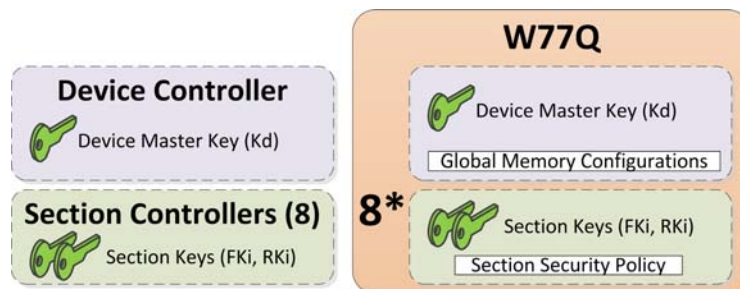 W77Q
Device Controller
Device Master Key (Kd)
Device Master Key (Kd)
Global Memory Configurations
Section Controllers (8)
Section Keys (FKi, RKi)
8*
Section Keys (FKi, RKi)
Section Security Policy